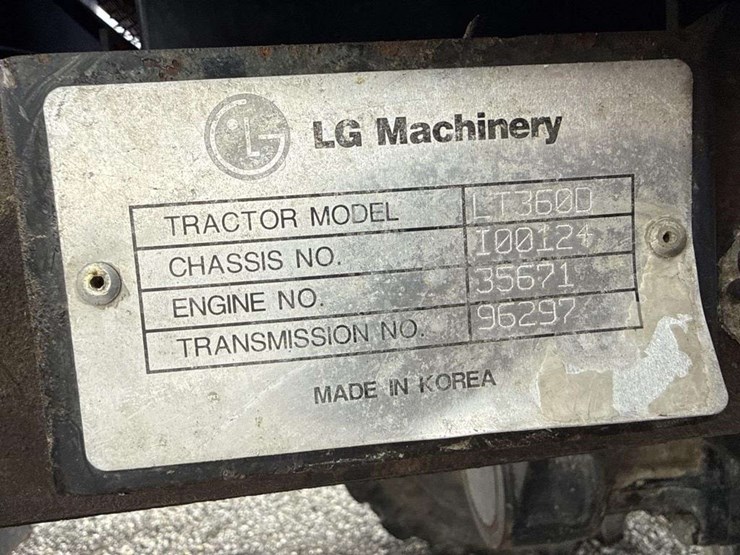 LG Machinery
TRACTOR MODEL LT360D
CHASSIS NO. I00124
ENGINE NO. 35671
TRANSMISSION NO. 96297
MADE IN KOREA